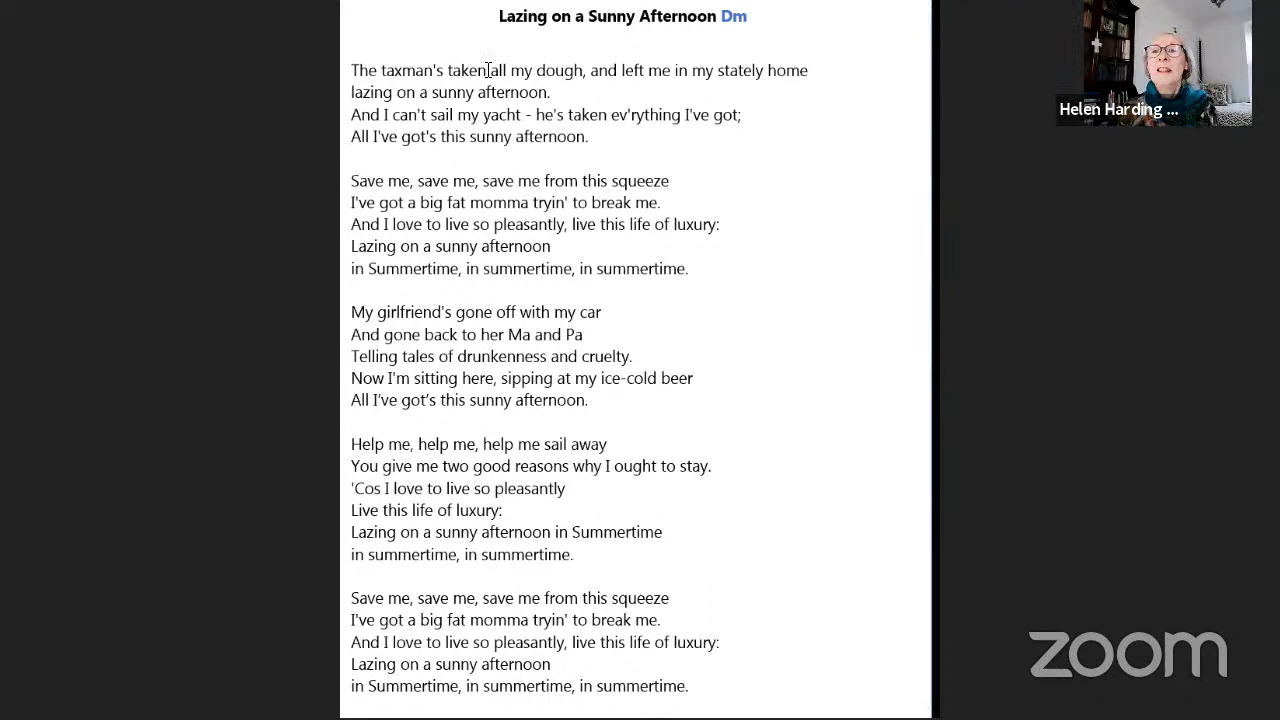 Lazing on a Sunny Afternoon Dm
The taxman's taken all my dough, and left me in my stately home
lazing on a sunny afternoon.
And I can't sail my yacht - he's taken ev'rything I've got;
All I've got's this sunny afternoon.
Save me, save me, save me from this squeeze
I've got a big fat momma tryin' to break me.
And I love to live so pleasantly, live this life of luxury:
Lazing on a sunny afternoon
in Summertime, in summertime, in summertime.
My girlfriend's gone off with my car
And gone back to her Ma and Pa
Telling tales of drunkenness and cruelty.
Now I'm sitting here, sipping at my ice-cold beer
All I’ve got’s this sunny afternoon.
Help me, help me, help me sail away
You give me two good reasons why I ought to stay.
'Cos I love to live so pleasantly
Live this life of luxury:
Lazing on a sunny afternoon in Summertime
in summertime, in summertime.
Save me, save me, save me from this squeeze
I've got a big fat momma tryin' to break me.
And I love to live so pleasantly, live this life of luxury:
Lazing on a sunny afternoon
in Summertime, in summertime, in summertime.
Helen Harding ...
zoom